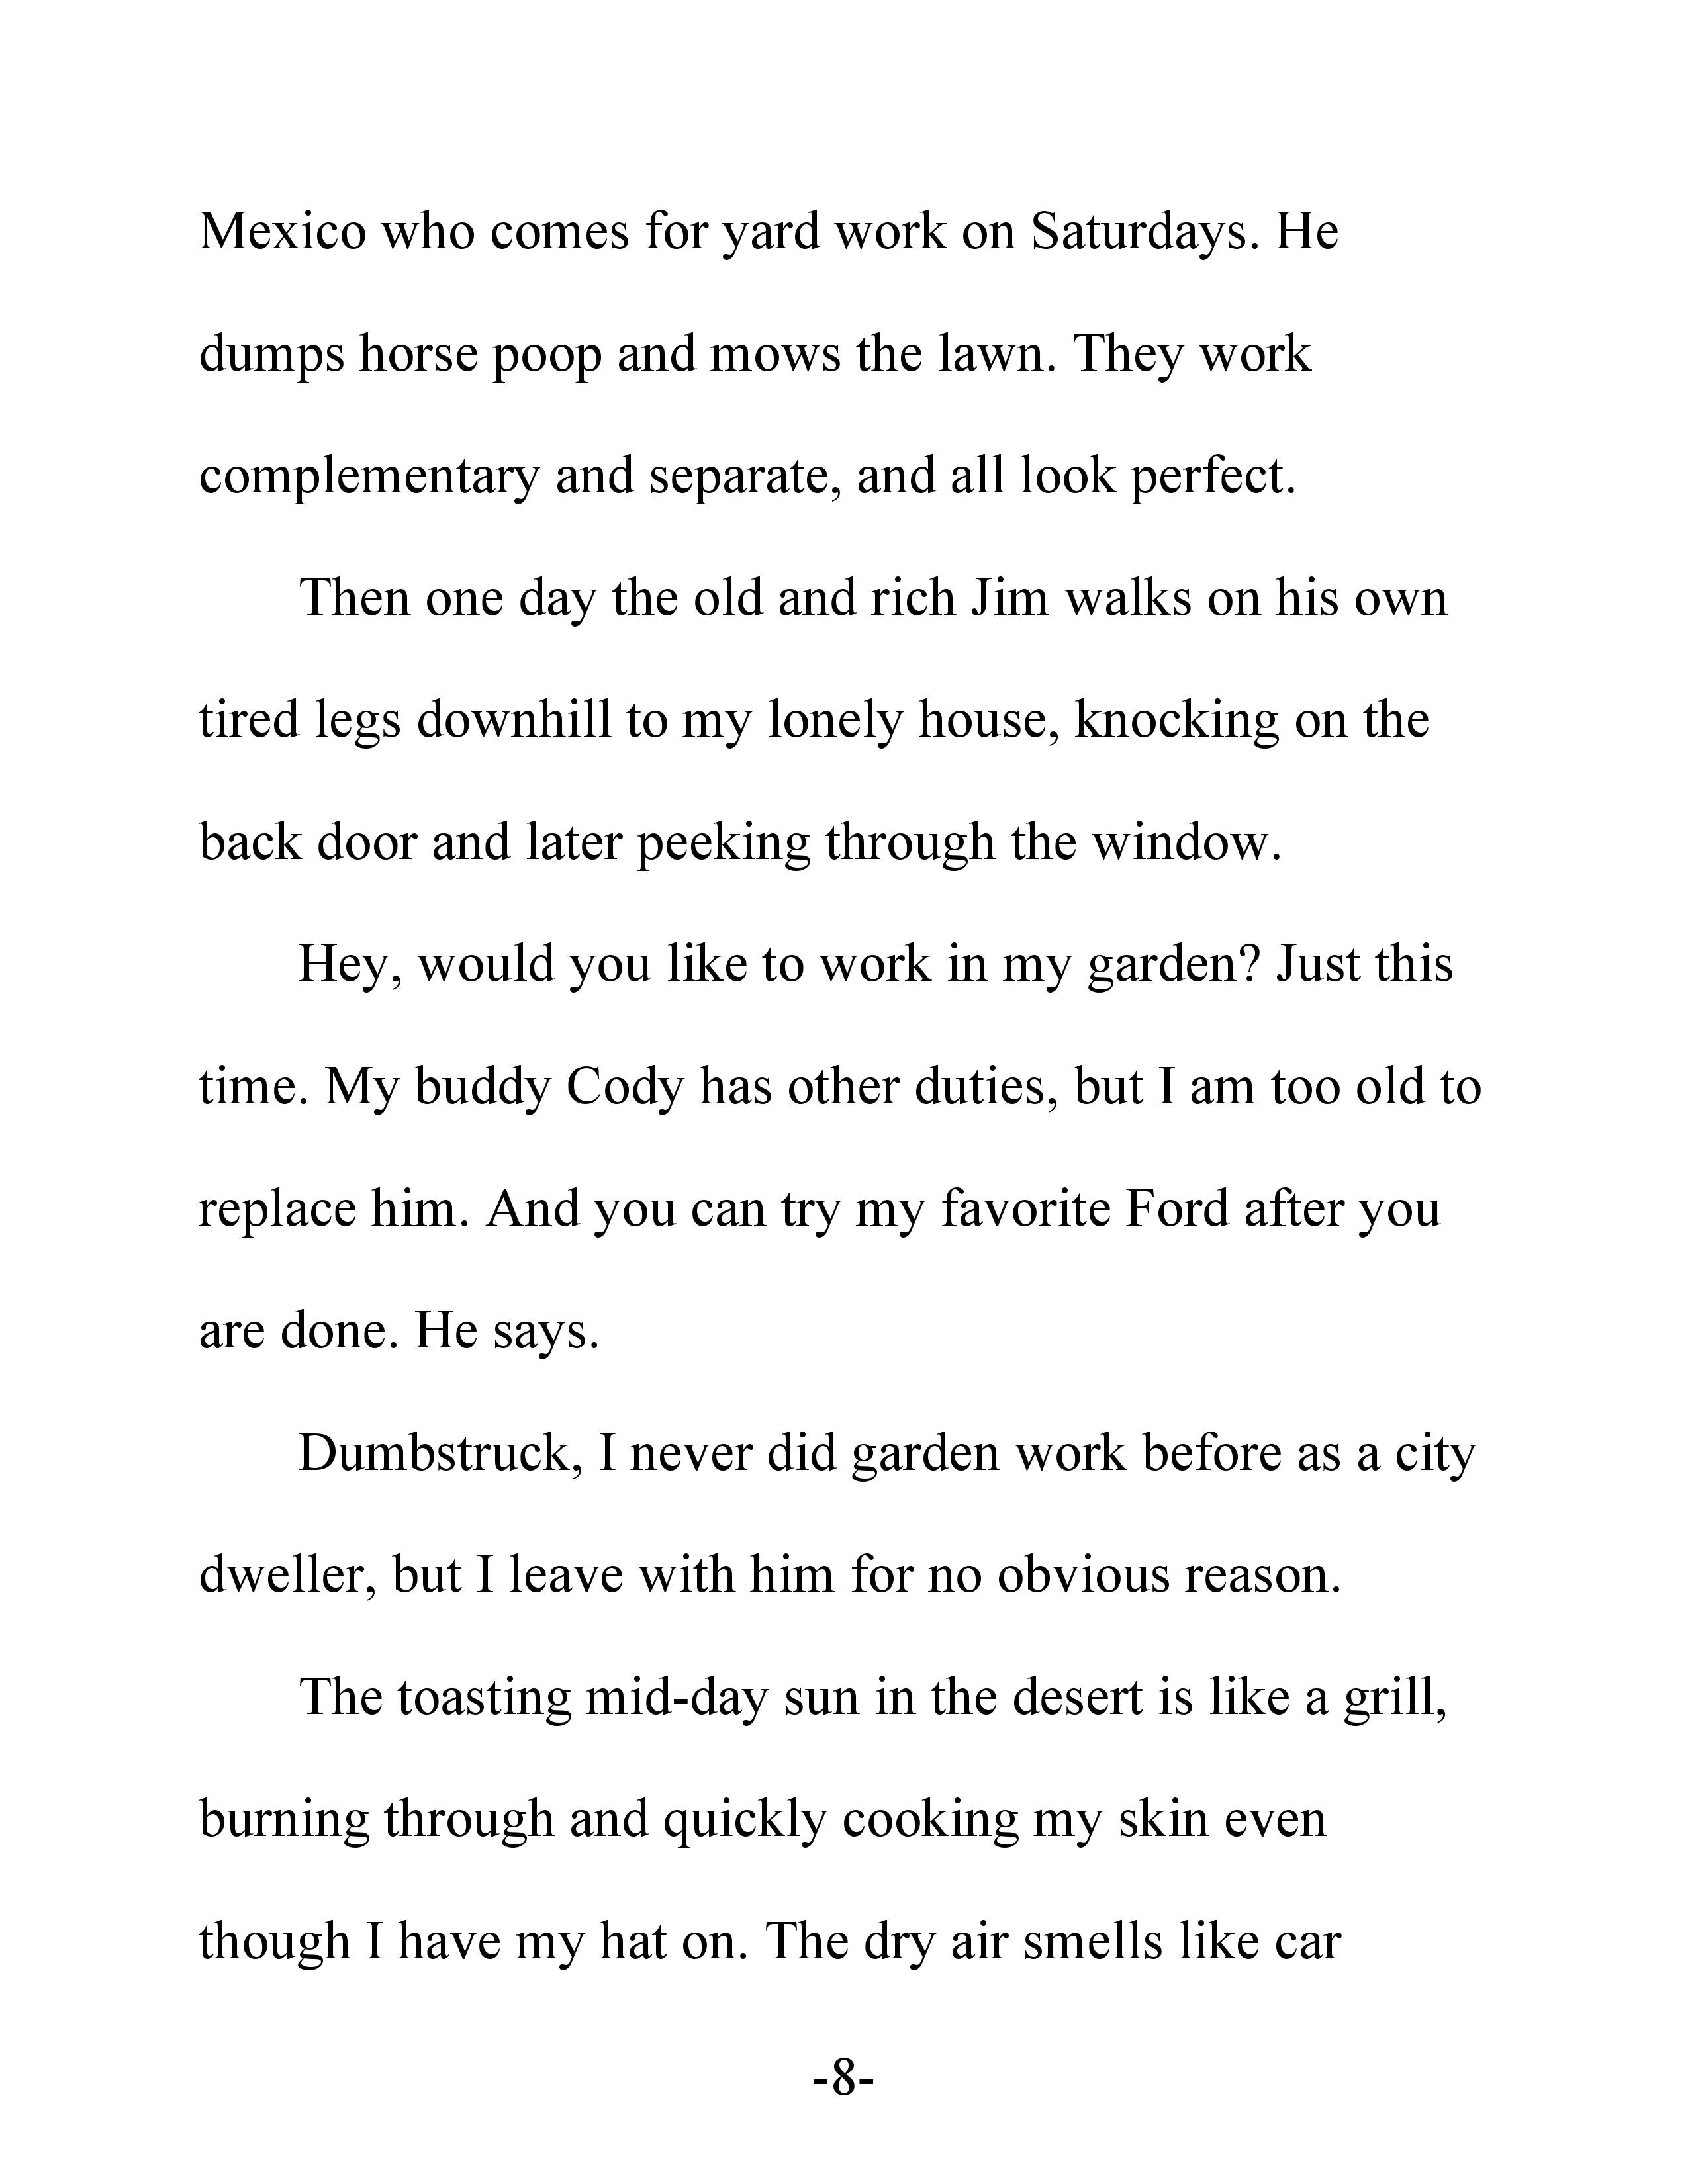 Mexico who comes for yard work on Saturdays. He
dumps horse poop and mows the lawn. They work
complementary and separate, and all look perfect.
Then one day the old and rich Jim walks on his own
tired legs downhill to my lonely house, knocking on the
back door and later peeking through the window.
Hey, would you like to work in my garden? Just this
time. My buddy Cody has other duties, but I am too old to
replace him. And you can try my favorite Ford after you
are done. He says.
Dumbstruck, I never did garden work before as a city
dweller, but I leave with him for no obvious reason.
The toasting mid-day sun in the desert is like a grill,
burning through and quickly cooking my skin even
though I have my hat on. The dry air smells like car
-8-